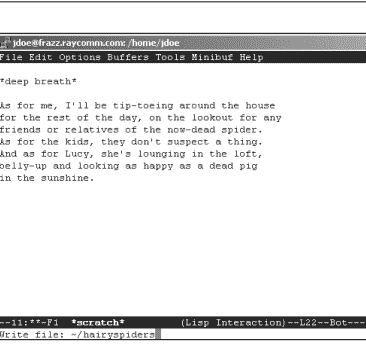 jdoe@frazz.raycomm.com: /home/jdoe
File Edit Options Buffers Tools Minibuf Help
*deep breath*
As for me, I'll be tip-toeing around the house
for the rest of the day, on the lookout for any
friends or relatives of the now-dead spider.
As for the kids, they don't suspect a thing.
And as for Lucy, she's lounging in the loft,
belly-up and looking as happy as a dead pig
in the sunshine.
--11:**-F1 *scratch* (Lisp Interaction)--L22--Bot---
Write file: ~/hairyspiders